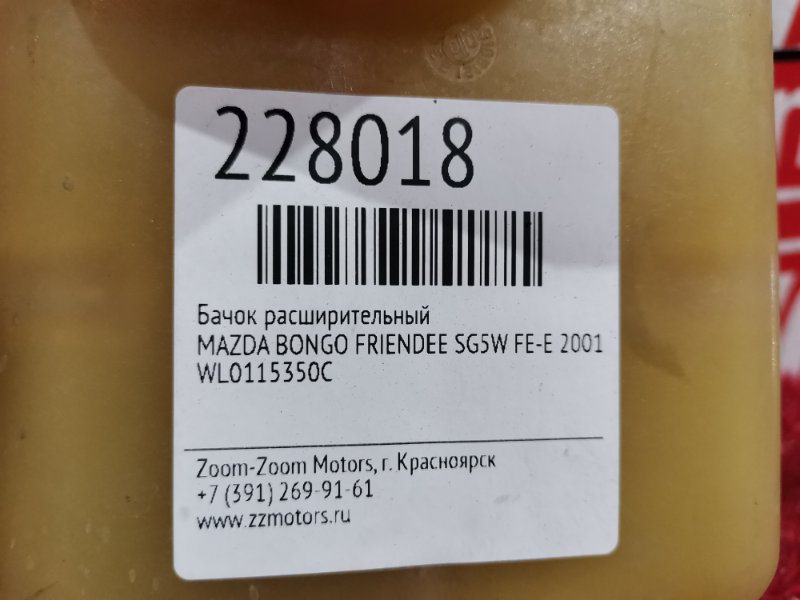 228018
Бачок расширительный
MAZDA BONGO FRIENDEE SG5W FE-E 2001
WL0115350C
Zoom-Zoom Motors, г. Красноярск
+7 (391) 269-91-61
www.zzmotors.ru